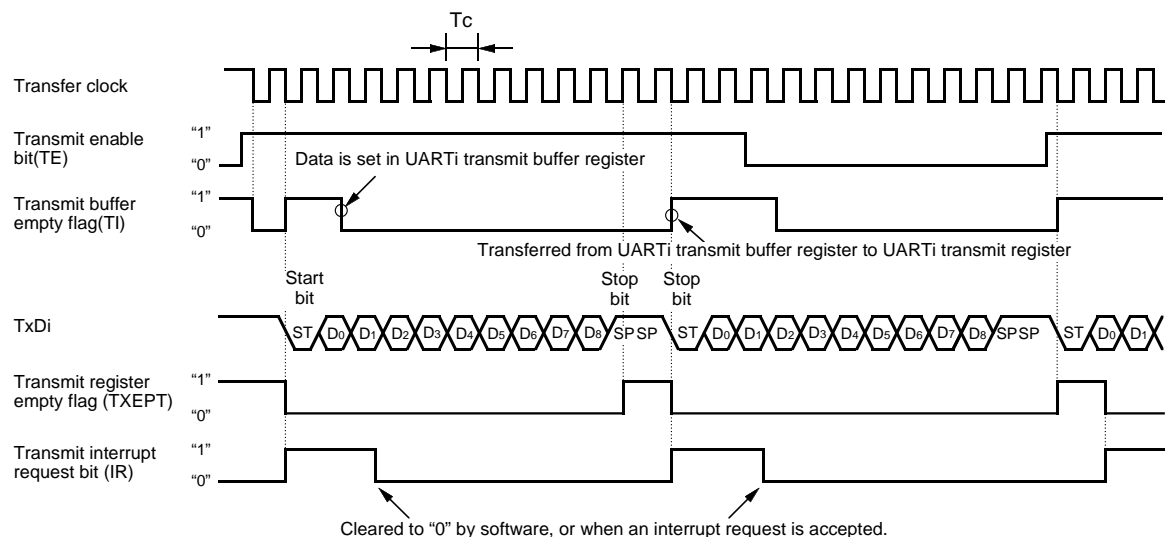 Tc
Transfer clock
Transmit enable
bit(TE)
“1”
“0”
Data is set in UARTi transmit buffer register
Transmit buffer
empty flag(TI)
“1”
“0”
Transferred from UARTi transmit buffer register to UARTi transmit register
Start
bit
Stop
bit
Stop
bit
TxDi
ST D0 D1 D2 D3 D4 D5 D6 D7 D8 SPSP ST D0 D1 D2 D3 D4 D5 D6 D7 D8 SPSP ST D0 D1
Transmit register
empty flag (TXEPT)
“1”
“0”
Transmit interrupt
request bit (IR)
“1”
“0”
Cleared to “0” by software, or when an interrupt request is accepted.